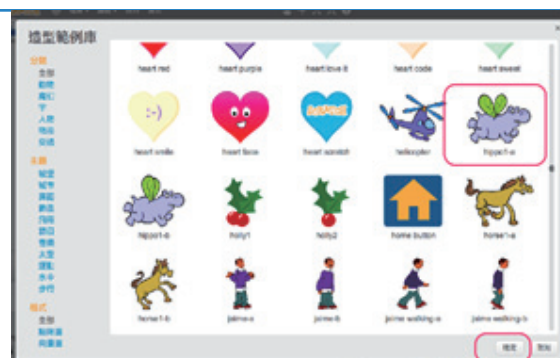 造型範例庫
分類
全部
動物
魔幻
字
人物
物品
交通
主題
城堡
城市
舞蹈
飛翔
節日
音樂
太空
運動
水中
步行
格式
全部
點陣圖
向量圖
heart red
heart purple
heart love it
heart code
heart sweet
heart smile
heart face
heart scratch
helicopter
hippo1-a
hippo1-b
holly1
holly2
home button
horse1-a
horse1-b
jaime-a
jaime-b
jaime walking-a
jaime walking-b
確定
取消